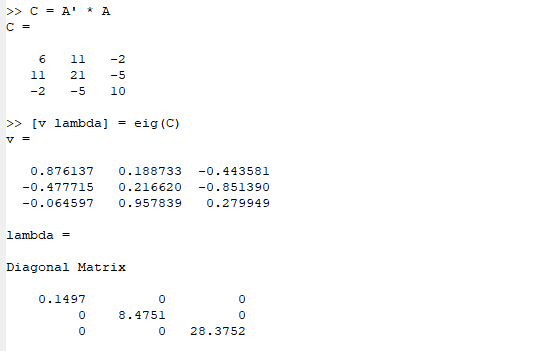 >> C = A' * A
C =
6 11 -2
11 21 -5
-2 -5 10
>> [v lambda] = eig(C)
v =
0.876137 0.188733 -0.443581
-0.477715 0.216620 -0.851390
-0.064597 0.957839 0.279949
lambda =
Diagonal Matrix
0.1497 0 0
0 8.4751 0
0 0 28.3752